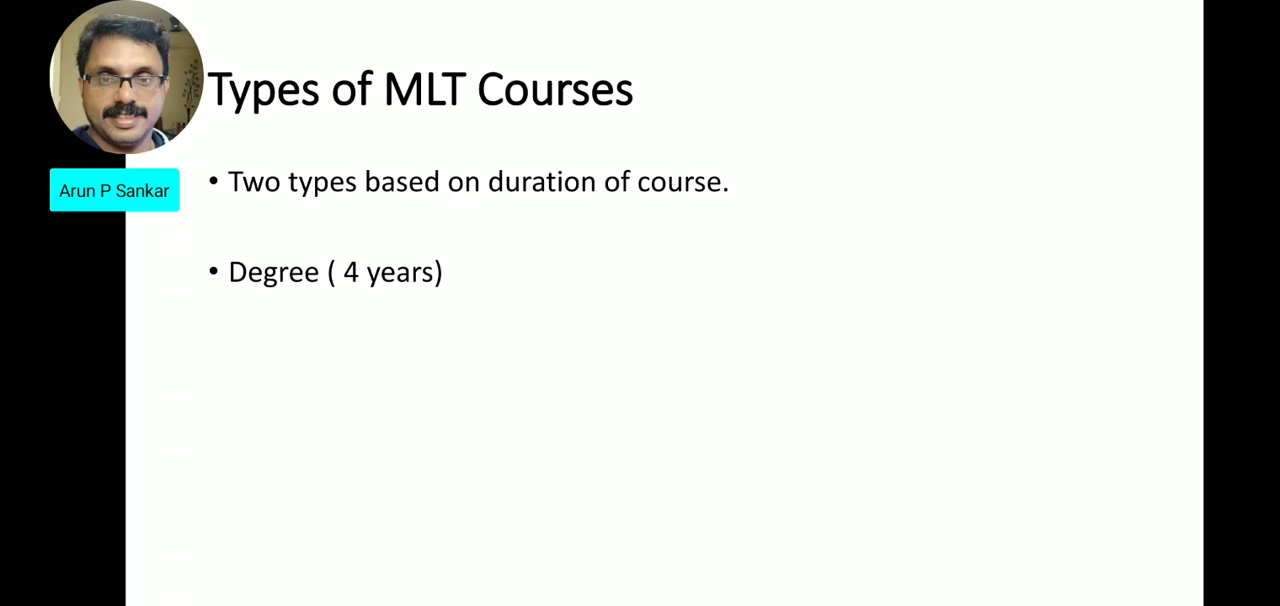 Types of MLT Courses
Arun P Sankar
• Two types based on duration of course.
• Degree ( 4 years)